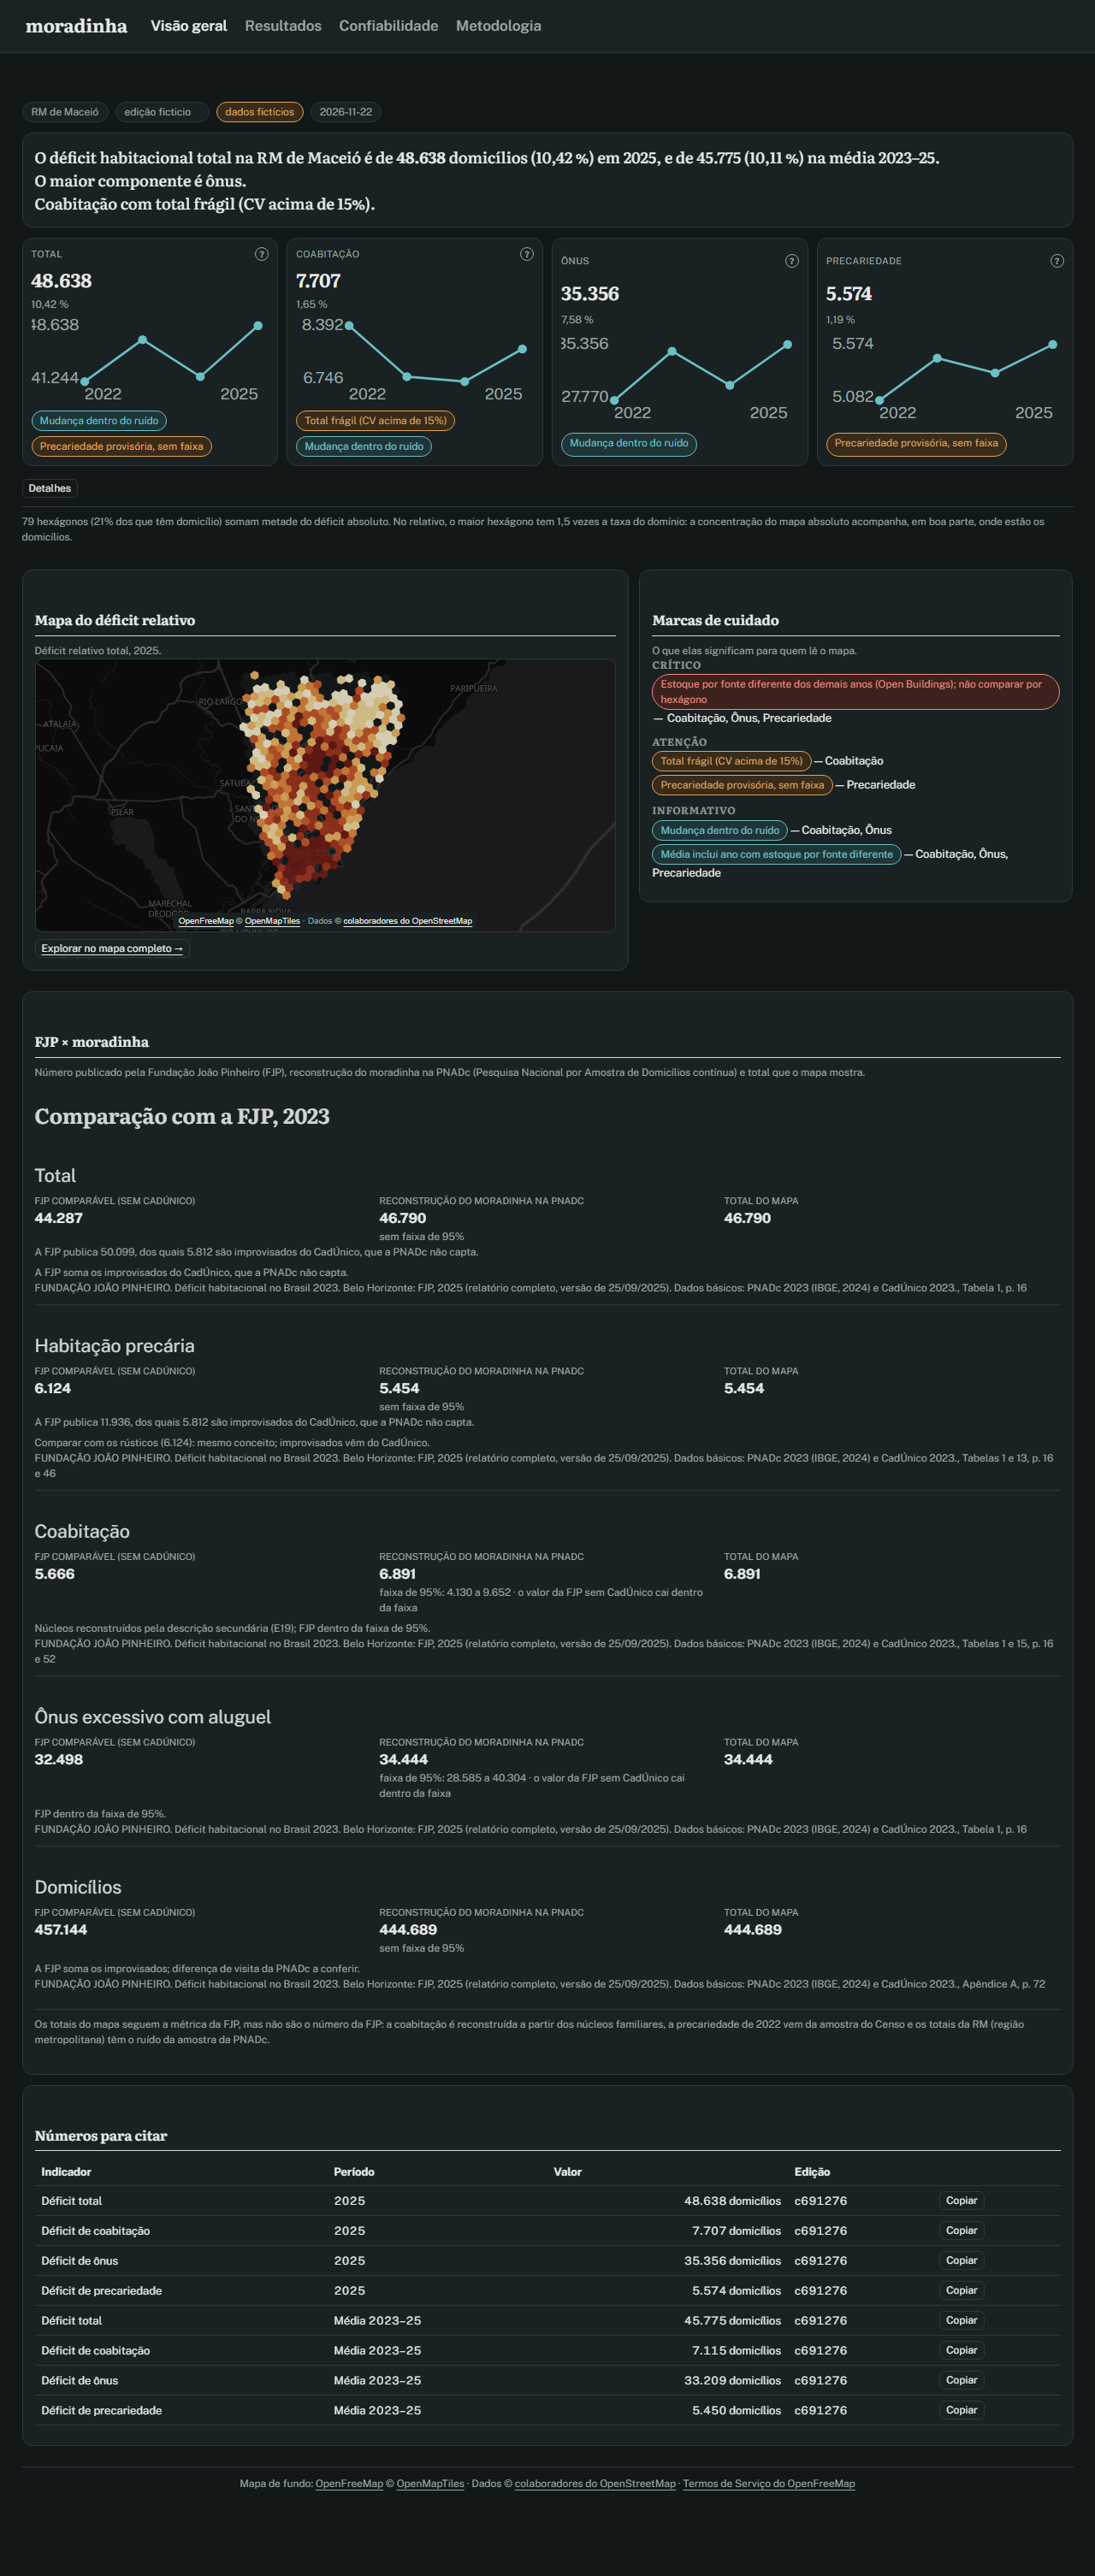 moradinha Visão geral Resultados Confiabilidade Metodologia
RM de Maceió edição ficticio dados fictícios 2026-11-22
O déficit habitacional total na RM de Maceió é de 48.638 domicílios (10,42 %) em 2025, e de 45.775 (10,11 %) na média 2023–25.
O maior componente é ônus.
Coabitação com total frágil (CV acima de 15%).
TOTAL ?
48.638
10,42 %
48.638
41.244
2022 2025
Mudança dentro do ruído
Precariedade provisória, sem faixa
COABITAÇÃO ?
7.707
1,65 %
8.392
6.746
2022 2025
Total frágil (CV acima de 15%)
Mudança dentro do ruído
ÔNUS ?
35.356
7,58 %
35.356
27.770
2022 2025
Mudança dentro do ruído
PRECARIEDADE ?
5.574
1,19 %
5.574
5.082
2022 2025
Precariedade provisória, sem faixa
Detalhes
79 hexágonos (21% dos que têm domicílio) somam metade do déficit absoluto. No relativo, o maior hexágono tem 1,5 vezes a taxa do domínio: a concentração do mapa absoluto acompanha, em boa parte, onde estão os
domicílios.
Mapa do déficit relativo
Déficit relativo total, 2025.
PARIPUEIRA
RIO LARGO
ATALAIA
PUCAIA
SATUBA
PILAR
SANT
DO N
MARECHAL
DEODO
BARRA NOVA
OpenFreeMap © OpenMapTiles · Dados © colaboradores do OpenStreetMap
Explorar no mapa completo →
Marcas de cuidado
O que elas significam para quem lê o mapa.
CRÍTICO
Estoque por fonte diferente dos demais anos (Open Buildings); não comparar por
hexágono
— Coabitação, Ônus, Precariedade
ATENÇÃO
Total frágil (CV acima de 15%) — Coabitação
Precariedade provisória, sem faixa — Precariedade
INFORMATIVO
Mudança dentro do ruído — Coabitação, Ônus
Média inclui ano com estoque por fonte diferente — Coabitação, Ônus,
Precariedade
FJP × moradinha
Número publicado pela Fundação João Pinheiro (FJP), reconstrução do moradinha na PNADc (Pesquisa Nacional por Amostra de Domicílios contínua) e total que o mapa mostra.
Comparação com a FJP, 2023
Total
FJP COMPARÁVEL (SEM CADÚNICO) RECONSTRUÇÃO DO MORADINHA NA PNADC TOTAL DO MAPA
44.287 46.790 46.790
sem faixa de 95%
A FJP publica 50.099, dos quais 5.812 são improvisados do CadÚnico, que a PNADc não capta.
A FJP soma os improvisados do CadÚnico, que a PNADc não capta.
FUNDAÇÃO JOÃO PINHEIRO. Déficit habitacional no Brasil 2023. Belo Horizonte: FJP, 2025 (relatório completo, versão de 25/09/2025). Dados básicos: PNADc 2023 (IBGE, 2024) e CadÚnico 2023., Tabela 1, p. 16
Habitação precária
FJP COMPARÁVEL (SEM CADÚNICO) RECONSTRUÇÃO DO MORADINHA NA PNADC TOTAL DO MAPA
6.124 5.454 5.454
sem faixa de 95%
A FJP publica 11.936, dos quais 5.812 são improvisados do CadÚnico, que a PNADc não capta.
Comparar com os rústicos (6.124): mesmo conceito; improvisados vêm do CadÚnico.
FUNDAÇÃO JOÃO PINHEIRO. Déficit habitacional no Brasil 2023. Belo Horizonte: FJP, 2025 (relatório completo, versão de 25/09/2025). Dados básicos: PNADc 2023 (IBGE, 2024) e CadÚnico 2023., Tabelas 1 e 13, p. 16
e 46
Coabitação
FJP COMPARÁVEL (SEM CADÚNICO) RECONSTRUÇÃO DO MORADINHA NA PNADC TOTAL DO MAPA
5.666 6.891 6.891
faixa de 95%: 4.130 a 9.652 · o valor da FJP sem CadÚnico cai dentro
da faixa
Núcleos reconstruídos pela descrição secundária (E19); FJP dentro da faixa de 95%.
FUNDAÇÃO JOÃO PINHEIRO. Déficit habitacional no Brasil 2023. Belo Horizonte: FJP, 2025 (relatório completo, versão de 25/09/2025). Dados básicos: PNADc 2023 (IBGE, 2024) e CadÚnico 2023., Tabelas 1 e 15, p. 16
e 52
Ônus excessivo com aluguel
FJP COMPARÁVEL (SEM CADÚNICO) RECONSTRUÇÃO DO MORADINHA NA PNADC TOTAL DO MAPA
32.498 34.444 34.444
faixa de 95%: 28.585 a 40.304 · o valor da FJP sem CadÚnico cai
dentro da faixa
FJP dentro da faixa de 95%.
FUNDAÇÃO JOÃO PINHEIRO. Déficit habitacional no Brasil 2023. Belo Horizonte: FJP, 2025 (relatório completo, versão de 25/09/2025). Dados básicos: PNADc 2023 (IBGE, 2024) e CadÚnico 2023., Tabela 1, p. 16
Domicílios
FJP COMPARÁVEL (SEM CADÚNICO) RECONSTRUÇÃO DO MORADINHA NA PNADC TOTAL DO MAPA
457.144 444.689 444.689
sem faixa de 95%
A FJP soma os improvisados; diferença de visita da PNADc a conferir.
FUNDAÇÃO JOÃO PINHEIRO. Déficit habitacional no Brasil 2023. Belo Horizonte: FJP, 2025 (relatório completo, versão de 25/09/2025). Dados básicos: PNADc 2023 (IBGE, 2024) e CadÚnico 2023., Apêndice A, p. 72
Os totais do mapa seguem a métrica da FJP, mas não são o número da FJP: a coabitação é reconstruída a partir dos núcleos familiares, a precariedade de 2022 vem da amostra do Censo e os totais da RM (região
metropolitana) têm o ruído da amostra da PNADc.
Números para citar
Indicador Período Valor Edição
Déficit total 2025 48.638 domicílios c691276 Copiar
Déficit de coabitação 2025 7.707 domicílios c691276 Copiar
Déficit de ônus 2025 35.356 domicílios c691276 Copiar
Déficit de precariedade 2025 5.574 domicílios c691276 Copiar
Déficit total Média 2023–25 45.775 domicílios c691276 Copiar
Déficit de coabitação Média 2023–25 7.115 domicílios c691276 Copiar
Déficit de ônus Média 2023–25 33.209 domicílios c691276 Copiar
Déficit de precariedade Média 2023–25 5.450 domicílios c691276 Copiar
Mapa de fundo: OpenFreeMap © OpenMapTiles · Dados © colaboradores do OpenStreetMap · Termos de Serviço do OpenFreeMap